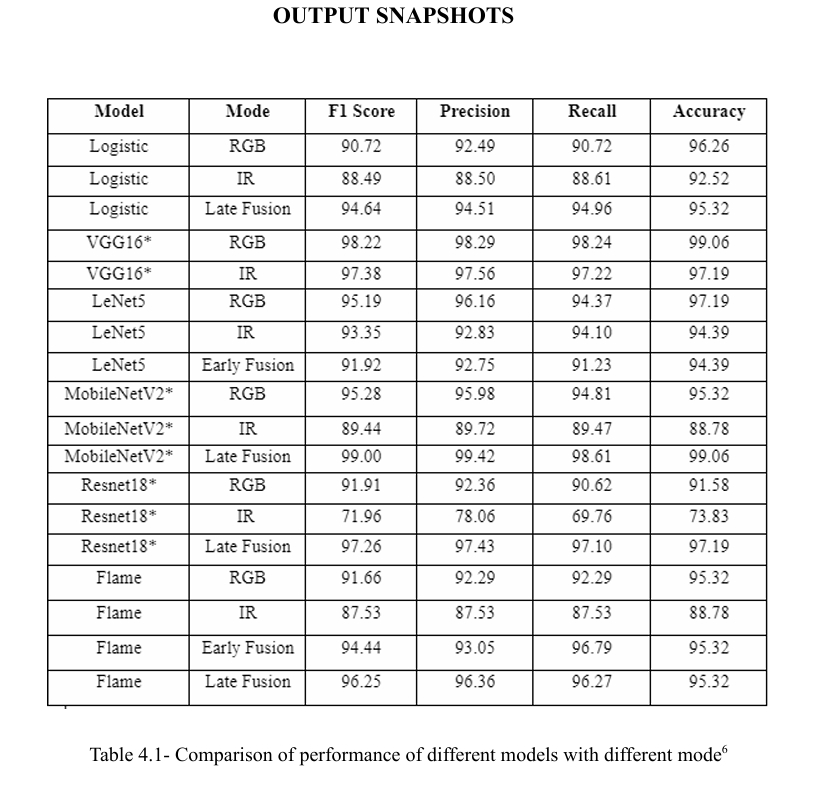 OUTPUT SNAPSHOTS
Model Mode F1 Score Precision Recall Accuracy
Logistic RGB 90.72 92.49 90.72 96.26
Logistic IR 88.49 88.50 88.61 92.52
Logistic Late Fusion 94.64 94.51 94.96 95.32
VGG16* RGB 98.22 98.29 98.24 99.06
VGG16* IR 97.38 97.56 97.22 97.19
LeNet5 RGB 95.19 96.16 94.37 97.19
LeNet5 IR 93.35 92.83 94.10 94.39
LeNet5 Early Fusion 91.92 92.75 91.23 94.39
MobileNetV2* RGB 95.28 95.98 94.81 95.32
MobileNetV2* IR 89.44 89.72 89.47 88.78
MobileNetV2* Late Fusion 99.00 99.42 98.61 99.06
Resnet18* RGB 91.91 92.36 90.62 91.58
Resnet18* IR 71.96 78.06 69.76 73.83
Resnet18* Late Fusion 97.26 97.43 97.10 97.19
Flame RGB 91.66 92.29 92.29 95.32
Flame IR 87.53 87.53 87.53 88.78
Flame Early Fusion 94.44 93.05 96.79 95.32
Flame Late Fusion 96.25 96.36 96.27 95.32
Table 4.1- Comparison of performance of different models with different mode⁶